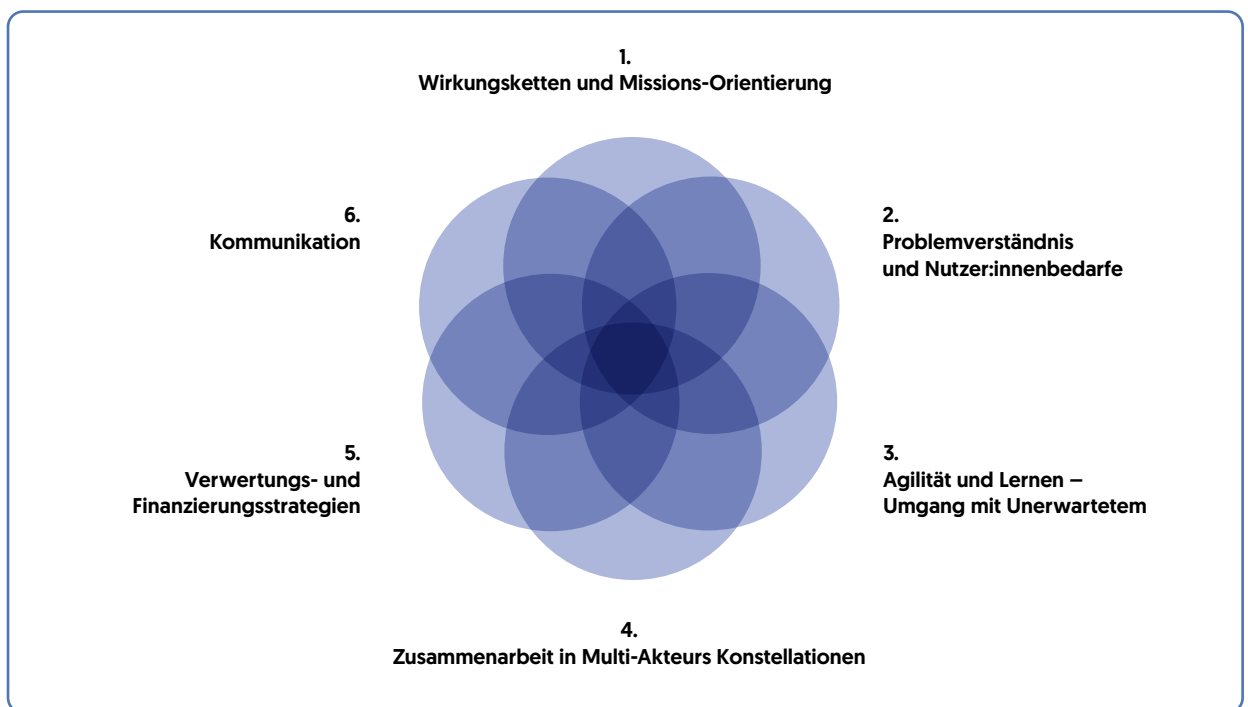 1.
Wirkungsketten und Missions-Orientierung
2.
Problemverständnis
und Nutzer:innenbedarfe
3.
Agilität und Lernen –
Umgang mit Unerwartetem
4.
Zusammenarbeit in Multi-Akteurs Konstellationen
5.
Verwertungs- und
Finanzierungsstrategien
6.
Kommunikation